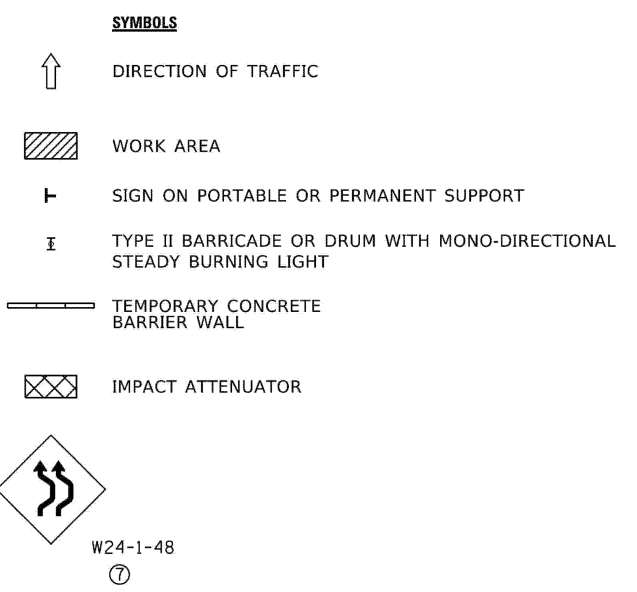 SYMBOLS
DIRECTION OF TRAFFIC
WORK AREA
SIGN ON PORTABLE OR PERMANENT SUPPORT
TYPE II BARRICADE OR DRUM WITH MONO-DIRECTIONAL
STEADY BURNING LIGHT
TEMPORARY CONCRETE
BARRIER WALL
IMPACT ATTENUATOR
W24-1-48
7